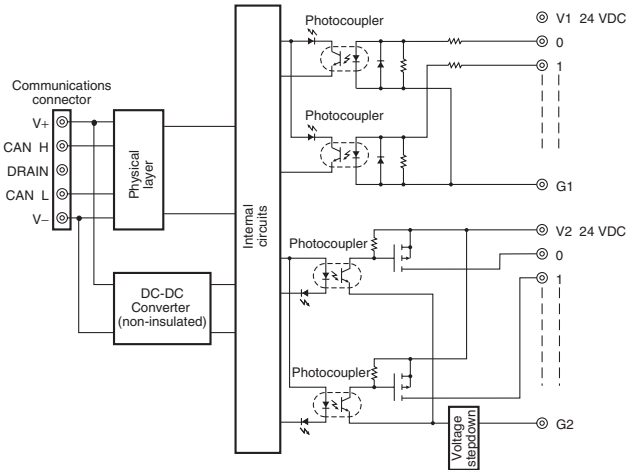 Photocoupler
V1 24 VDC
0
1
Communications
connector
V+
CAN H
DRAIN
CAN L
V−
Physical
layer
Photocoupler
G1
Internal
circuits
DC-DC
Converter
(non-insulated)
Photocoupler
V2 24 VDC
0
1
Photocoupler
Voltage
stepdown
G2